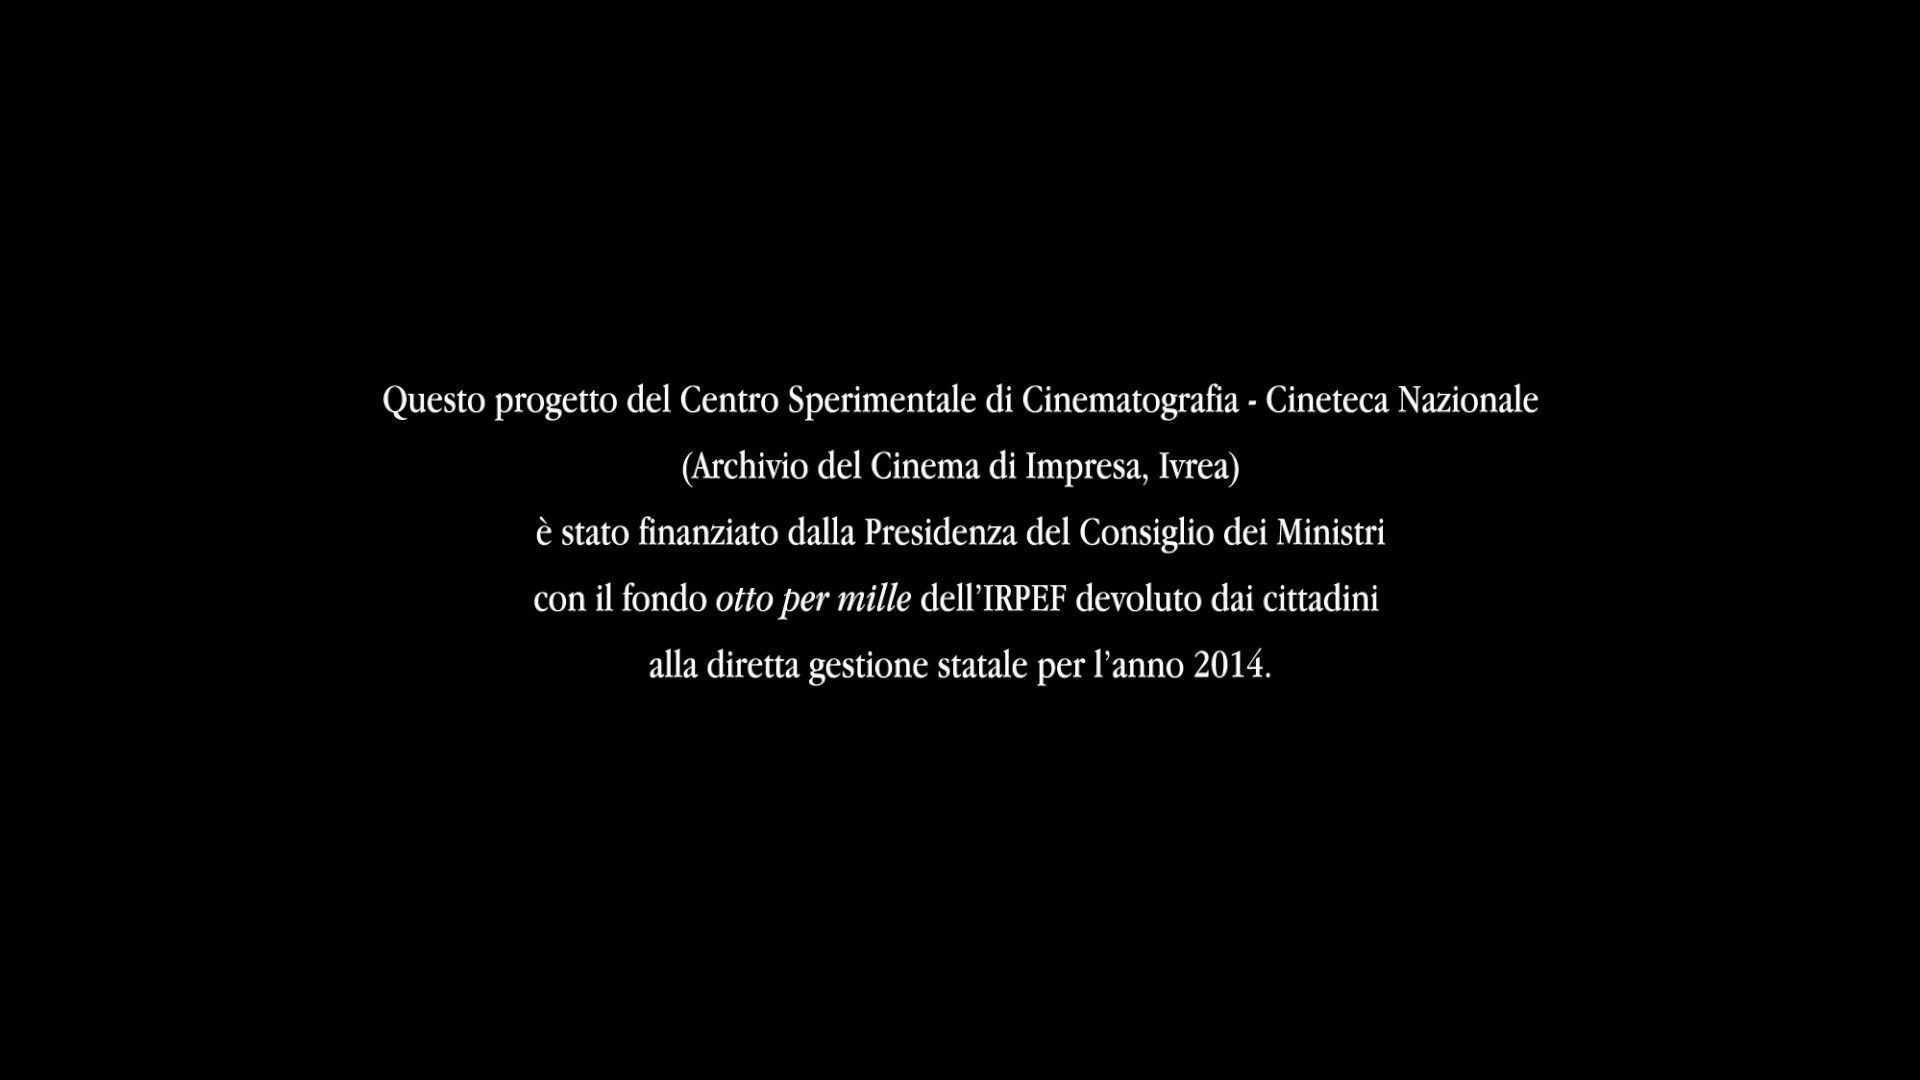 Questo progetto del Centro Sperimentale di Cinematografia - Cineteca Nazionale
(Archivio del Cinema di Impresa, Ivrea)
è stato finanziato dalla Presidenza del Consiglio dei Ministri
con il fondo otto per mille dell’IRPEF devoluto dai cittadini
alla diretta gestione statale per l’anno 2014.